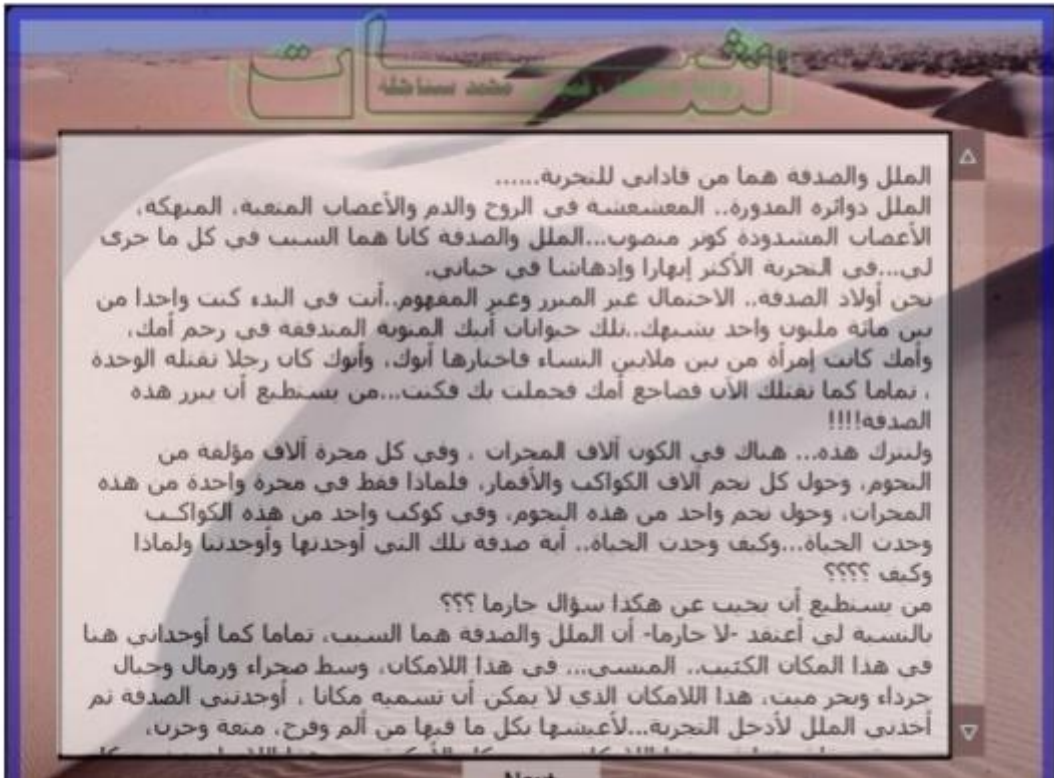 شات
رواية واقعية رقمية محمد سناجلة
الملل والصدفة هما من قاداني للتجربة......
الملل دوائره المدورة.. المعشعشة في الروح والدم والأعصاب المتعبة، المنهكة،
الأعصاب المشدودة كوتر منصوب...الملل والصدفة كانا هما السبب في كل ما جرى
لي...في التجربة الأكثر إبهارا وإدهاشا في حياتي.
نحن أولاد الصدفة.. الاحتمال غير المبرر وغير المفهوم..أنت في البدء كنت واحدا من
بين مائة مليون واحد يشبهك..تلك حيوانات أبيك المنوية المتدفقة في رحم أمك،
وأمك كانت إمرأة من بين ملايين النساء فاختارها أبوك، وأبوك كان رجلا تقتله الوحدة
، تماما كما تقتلك الآن فضاجع أمك فحملت بك فكنت...من يستطيع أن يبرر هذه
الصدفة!!!!
ولنترك هذه... هناك في الكون آلاف المجرات ، وفي كل مجرة آلاف مؤلفة من
النجوم، وحول كل نجم آلاف الكواكب والأقمار، فلماذا فقط في مجرة واحدة من هذه
المجرات، وحول نجم واحد من هذه النجوم، وفي كوكب واحد من هذه الكواكـب
وجدت الحياة...وكيف وجدت الحياة.. أية صدفة تلك التي أوجدتها وأوجدتنا ولماذا
وكيف ؟؟؟؟
من يستطيع أن يجيب عن هكذا سؤال جازما ؟؟؟
بالنسبة لي أعتقد -لا جازما- أن الملل والصدفة هما السبب، تماما كما أوجداني هنا
في هذا المكان الكئيب.. المنسي... في هذا اللامكان، وسط صحراء ورمال وجبال
جرداء وبحر ميت، هذا اللامكان الذي لا يمكن أن تسميه مكانا ، أوجدتني الصدفة ثم
أخذني الملل لأدخل التجربة...لأعيشها بكل ما فيها من ألم وفرح، متعة وحزن،
Next